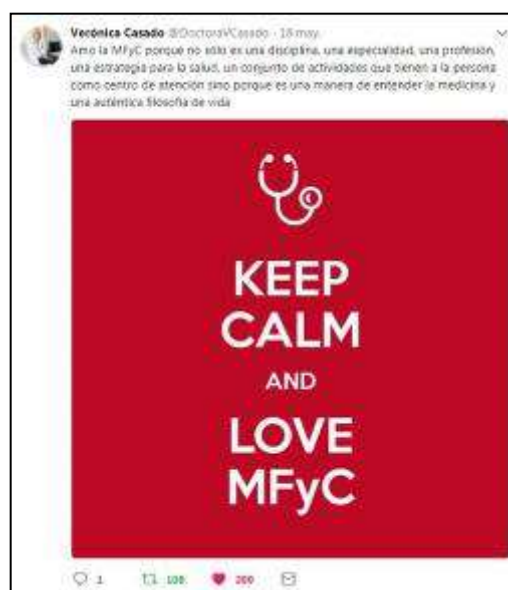 Verónica Casado @DoctoraVCasado · 18 may.
Amo la MFyC porque no sólo es una disciplina, una especialidad, una profesión,
una estrategia para la salud, un conjunto de actividades que tienen a la persona
como centro de atención sino porque es una manera de entender la medicina y
una auténtica filosofía de vida
KEEP
CALM
AND
LOVE
MFyC
1 108 200